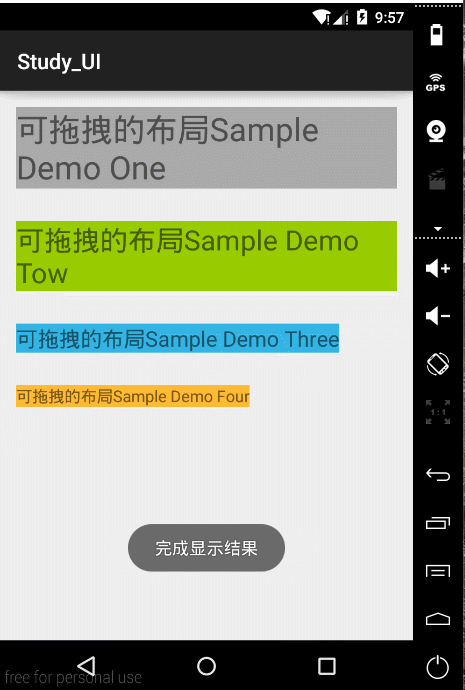 9:57
Study_UI
GPS
可拖拽的布局Sample
Demo One
可拖拽的布局Sample Demo
Tow
可拖拽的布局Sample Demo Three
可拖拽的布局Sample Demo Four
1:1
完成显示结果
free for personal use